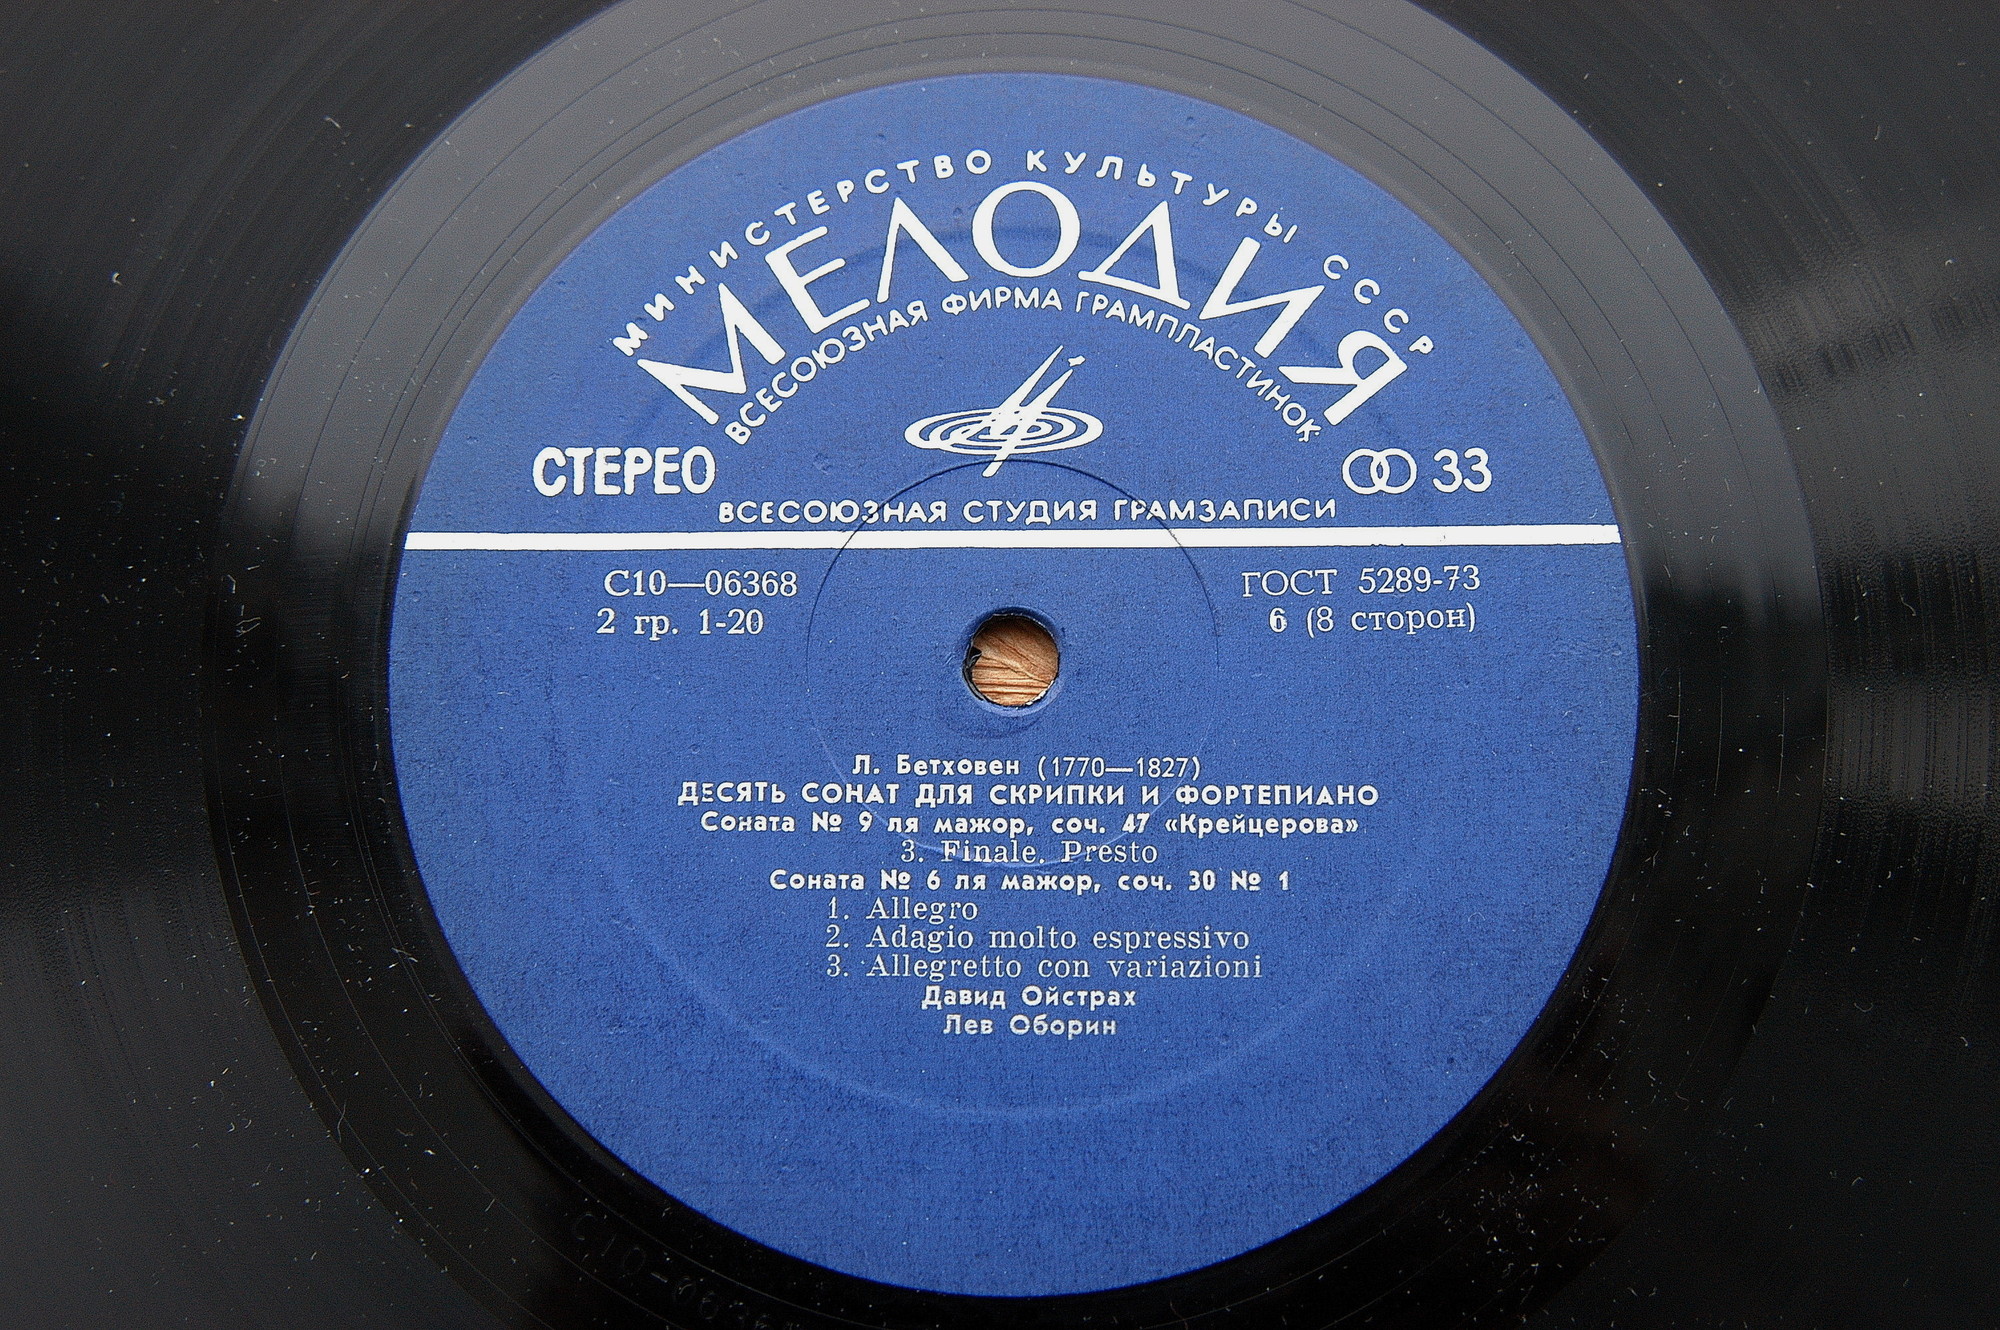 МИНИСТЕРСТВО КУЛЬТУРЫ СССР
МЕЛОДИЯ
ВСЕСОЮЗНАЯ ФИРМА ГРАМПЛАСТИНОК
СТЕРЕО
33
ВСЕСОЮЗНАЯ СТУДИЯ ГРАМЗАПИСИ
С10—06368
ГОСТ 5289-73
2 гр. 1-20
6 (8 сторон)
Л. Бетховен (1770—1827)
ДЕСЯТЬ СОНАТ ДЛЯ СКРИПКИ И ФОРТЕПИАНО
Соната № 9 ля мажор, соч. 47 «Крейцерова»
3. Finale. Presto
Соната № 6 ля мажор, соч. 30 № 1
1. Allegro
2. Adagio molto espressivo
3. Allegretto con variazioni
Давид Ойстрах
Лев Оборин